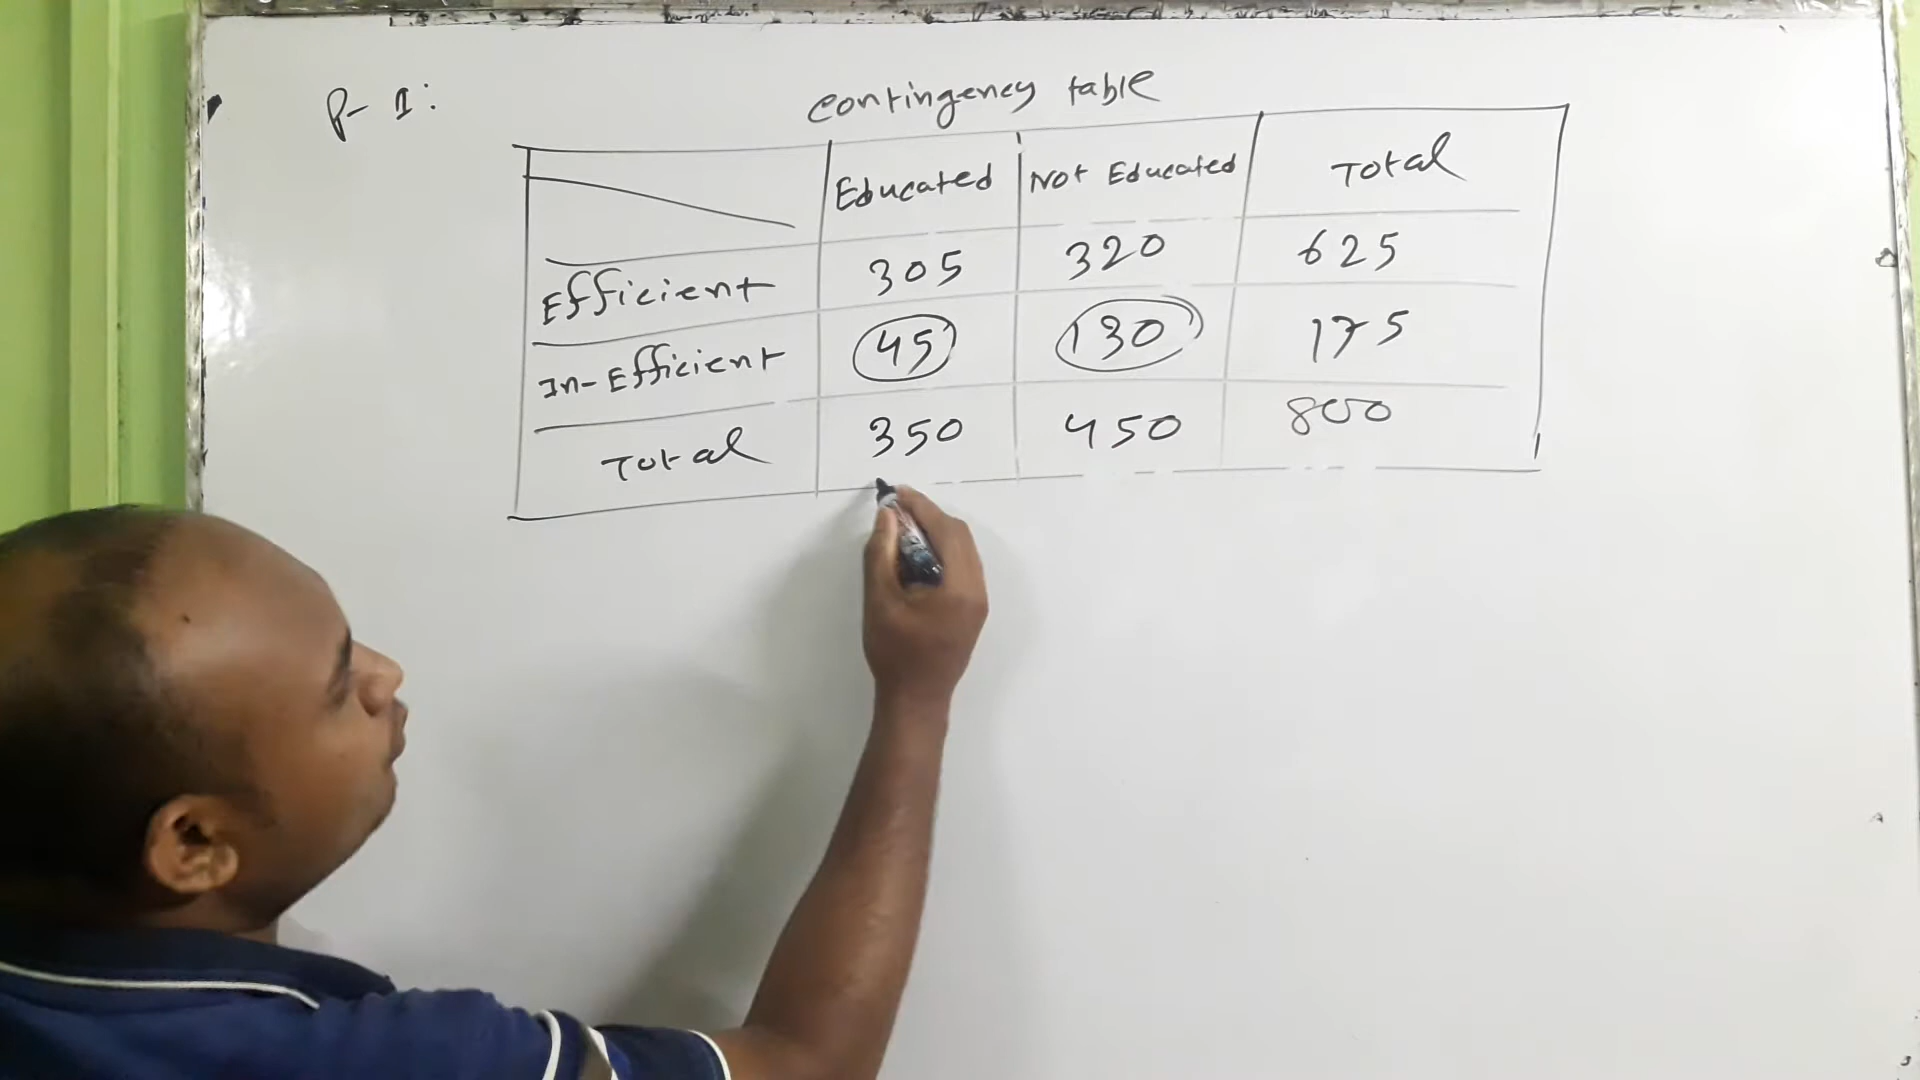 P-1:
Contingency table
Educated Not Educated Total
Efficient 305 320 625
In-Efficient 45 130 175
Total 350 450 800